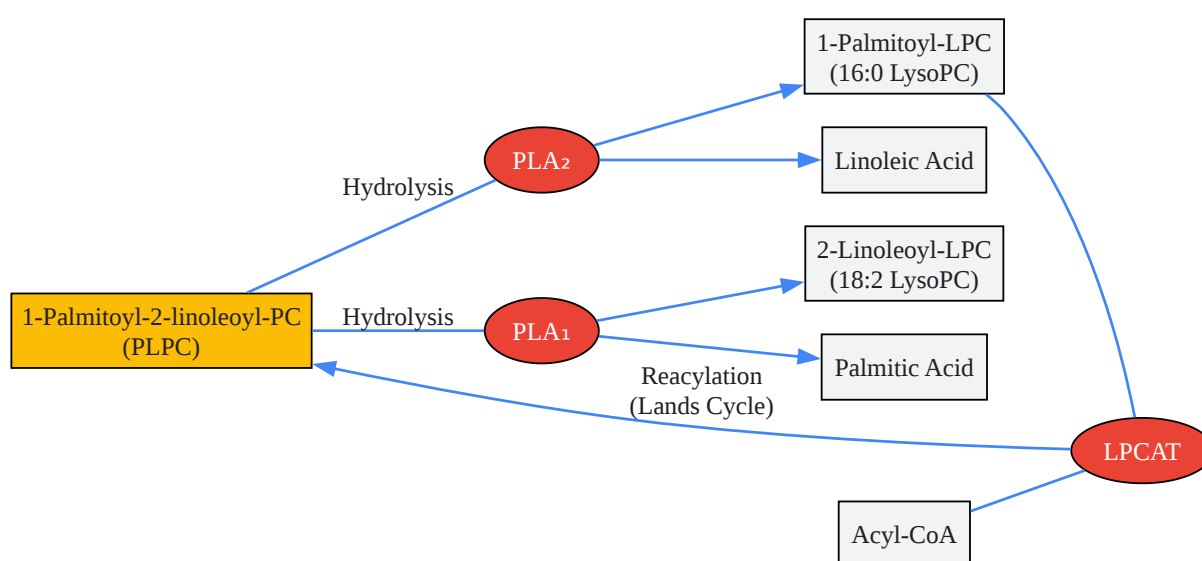 1-Palmitoyl-LPC
(16:0 LysoPC)
PLA₂
Linoleic Acid
Hydrolysis
2-Linoleoyl-LPC
(18:2 LysoPC)
1-Palmitoyl-2-linoleoyl-PC
(PLPC)
Hydrolysis
PLA₁
Palmitic Acid
Reacylation
(Lands Cycle)
LPCAT
Acyl-CoA